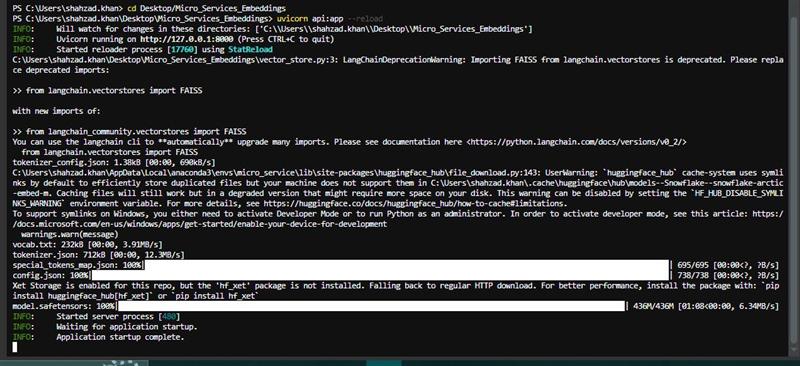 PS C:\Users\shahzad.khan> cd Desktop/Micro_Services_Embeddings
PS C:\Users\shahzad.khan\Desktop\Micro_Services_Embeddings> uvicorn api:app --reload
INFO:     Will watch for changes in these directories: ['C:\\Users\\shahzad.khan\\Desktop\\Micro_Services_Embeddings']
INFO:     Uvicorn running on http://127.0.0.1:8000 (Press CTRL+C to quit)
INFO:     Started reloader process [17760] using StatReload
C:\Users\shahzad.khan\Desktop\Micro_Services_Embeddings\vector_store.py:3: LangChainDeprecationWarning: Importing FAISS from langchain.vectorstores is deprecated. Please repla
ce deprecated imports:
>> from langchain.vectorstores import FAISS
with new imports of:
>> from langchain_community.vectorstores import FAISS
You can use the langchain cli to **automatically** upgrade many imports. Please see documentation here <https://python.langchain.com/docs/versions/v0_2/>
from langchain.vectorstores import FAISS
tokenizer_config.json: 1.38kB [00:00, 690kB/s]
C:\Users\shahzad.khan\AppData\Local\anaconda3\envs\micro_service\lib\site-packages\huggingface_hub\file_download.py:143: UserWarning: `huggingface_hub` cache-system uses symli
nks by default to efficiently store duplicated files but your machine does not support them in C:\Users\shahzad.khan\.cache\huggingface\hub\models--Snowflake--snowflake-arctic
-embed-m. Caching files will still work but in a degraded version that might require more space on your disk. This warning can be disabled by setting the `HF_HUB_DISABLE_SYMLI
NKS_WARNING` environment variable. For more details, see https://huggingface.co/docs/huggingface_hub/how-to-cache#limitations.
To support symlinks on Windows, you either need to activate Developer Mode or to run Python as an administrator. In order to activate developer mode, see this article: https:/
/docs.microsoft.com/en-us/windows/apps/get-started/enable-your-device-for-development
warnings.warn(message)
vocab.txt: 232kB [00:00, 3.91MB/s]
tokenizer.json: 712kB [00:00, 12.3MB/s]
special_tokens_map.json: 100%| | 695/695 [00:00<?, ?B/s]
config.json: 100%| | 738/738 [00:00<?, ?B/s]
Xet Storage is enabled for this repo, but the 'hf_xet' package is not installed. Falling back to regular HTTP download. For better performance, install the package with: `pip
install huggingface_hub[hf_xet]` or `pip install hf_xet`
model.safetensors: 100%| | 436M/436M [01:08<00:00, 6.34MB/s]
INFO:     Started server process [480]
INFO:     Waiting for application startup.
INFO:     Application startup complete.